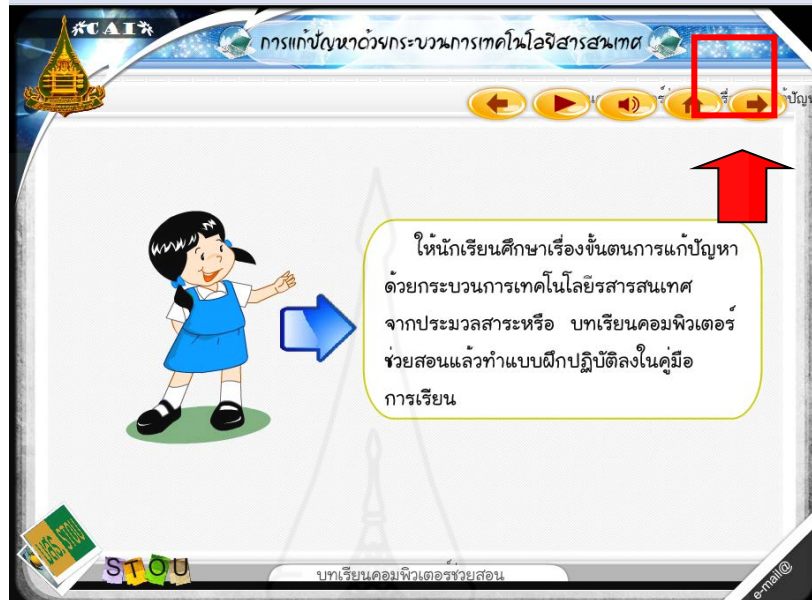 CAI
การแก้ปัญหาด้วยกระบวนการเทคโนโลยีสารสนเทศ
ให้นักเรียนศึกษาเรื่องขั้นตนการแก้ปัญหา
ด้วยกระบวนการเทคโนโลยีรสารสนเทศ
จากประมวลสาระหรือ บทเรียนคอมพิวเตอร์
ช่วยสอนแล้วทำแบบฝึกปฏิบัติลงในคู่มือ
การเรียน
STOU
บทเรียนคอมพิวเตอร์ช่วยสอน
e-mail@